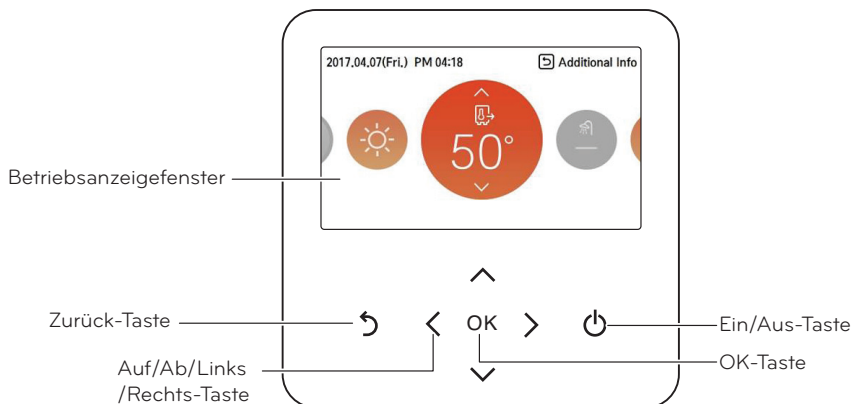 2017.04.07(Fri.) PM 04:18
Additional Info
50°
Betriebsanzeigefenster
Zurück-Taste
OK
Ein/Aus-Taste
OK-Taste
Auf/Ab/Links
/Rechts-Taste